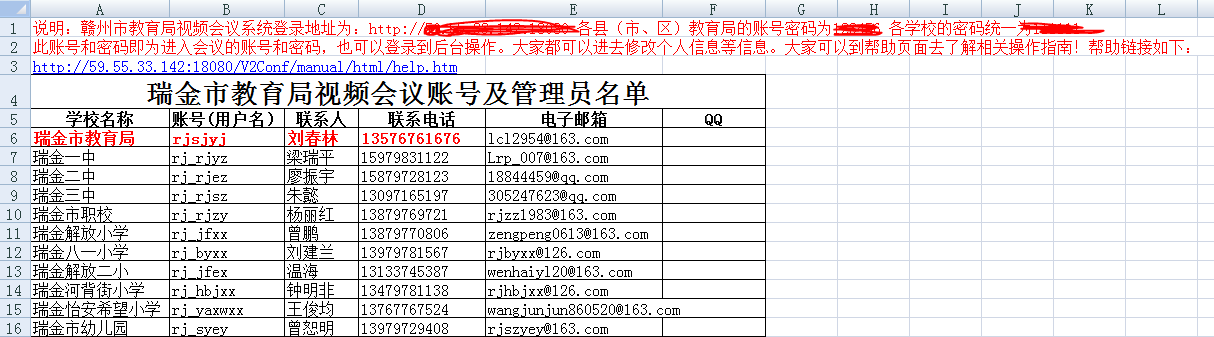 A B C D E F G H I J K L
1 说明：赣州市教育局视频会议系统登录地址为：http:// 各县（市、区）教育局的账号密码为 各学校的密码统一为
2 此账号和密码即为进入会议的账号和密码，也可以登录到后台操作。大家都可以进去修改个人信息等信息。大家可以到帮助页面去了解相关操作指南！帮助链接如下：
3 http://59.55.33.142:18080/V2Conf/manual/html/help.htm
4 瑞金市教育局视频会议账号及管理员名单
5 学校名称 账号(用户名) 联系人 联系电话 电子邮箱 QQ
6 瑞金市教育局 rjsjyj 刘春林 13576761676 lcl2954@163.com
7 瑞金一中 rj_rjyz 梁瑞平 15979831122 Lrp_007@163.com
8 瑞金二中 rj_rjez 廖振宇 15879728123 18844459@qq.com
9 瑞金三中 rj_rjsz 朱懿 13097165197 305247623@qq.com
10 瑞金市职校 rj_rjzy 杨丽红 13879769721 rjzz1983@163.com
11 瑞金解放小学 rj_jfxx 曾鹏 13879770806 zengpeng0613@163.com
12 瑞金八一小学 rj_byxx 刘建兰 13979781567 rjbyxx@126.com
13 瑞金解放二小 rj_jfex 温海 13133745387 wenhaiyl20@163.com
14 瑞金河背街小学 rj_hbjxx 钟明非 13479781138 rjhbjxx@126.com
15 瑞金怡安希望小学 rj_yaxwxx 王俊均 13767767524 wangjunjun860520@163.com
16 瑞金市幼儿园 rj_syey 曾恕明 13979729408 rjszyey@163.com